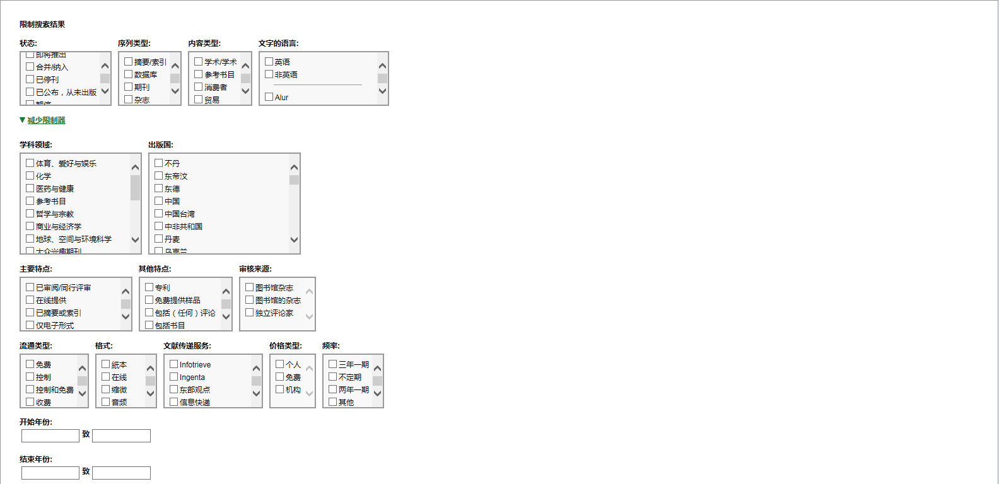 限制搜索结果
状态:
即将推出
合并/纳入
已停刊
已公布，从未出版
暂停
序列类型:
摘要/索引
数据库
期刊
杂志
内容类型:
学术/学术
参考书目
消费者
贸易
文字的语言:
英语
非英语
Alur
▼ 减少限制器
学科领域:
体育、爱好与娱乐
化学
医药与健康
参考书目
哲学与宗教
商业与经济学
地球、空间与环境科学
大众兴趣期刊
出版国:
不丹
东帝汶
东德
中国
中国台湾
中非共和国
丹麦
乌克兰
主要特点:
已审阅/同行评审
在线提供
已摘要或索引
仅电子形式
其他特点:
专利
免费提供样品
包括（任何）评论
包括书目
审核来源:
图书馆杂志
图书馆的杂志
独立评论家
流通类型:
免费
控制
控制和免费
收费
格式:
紙本
在线
缩微
音频
文献传递服务:
Infotrieve
Ingenta
东部观点
信息快递
价格类型:
个人
免费
机构
频率:
三年一期
不定期
两年一期
其他
开始年份:
致
结束年份:
致